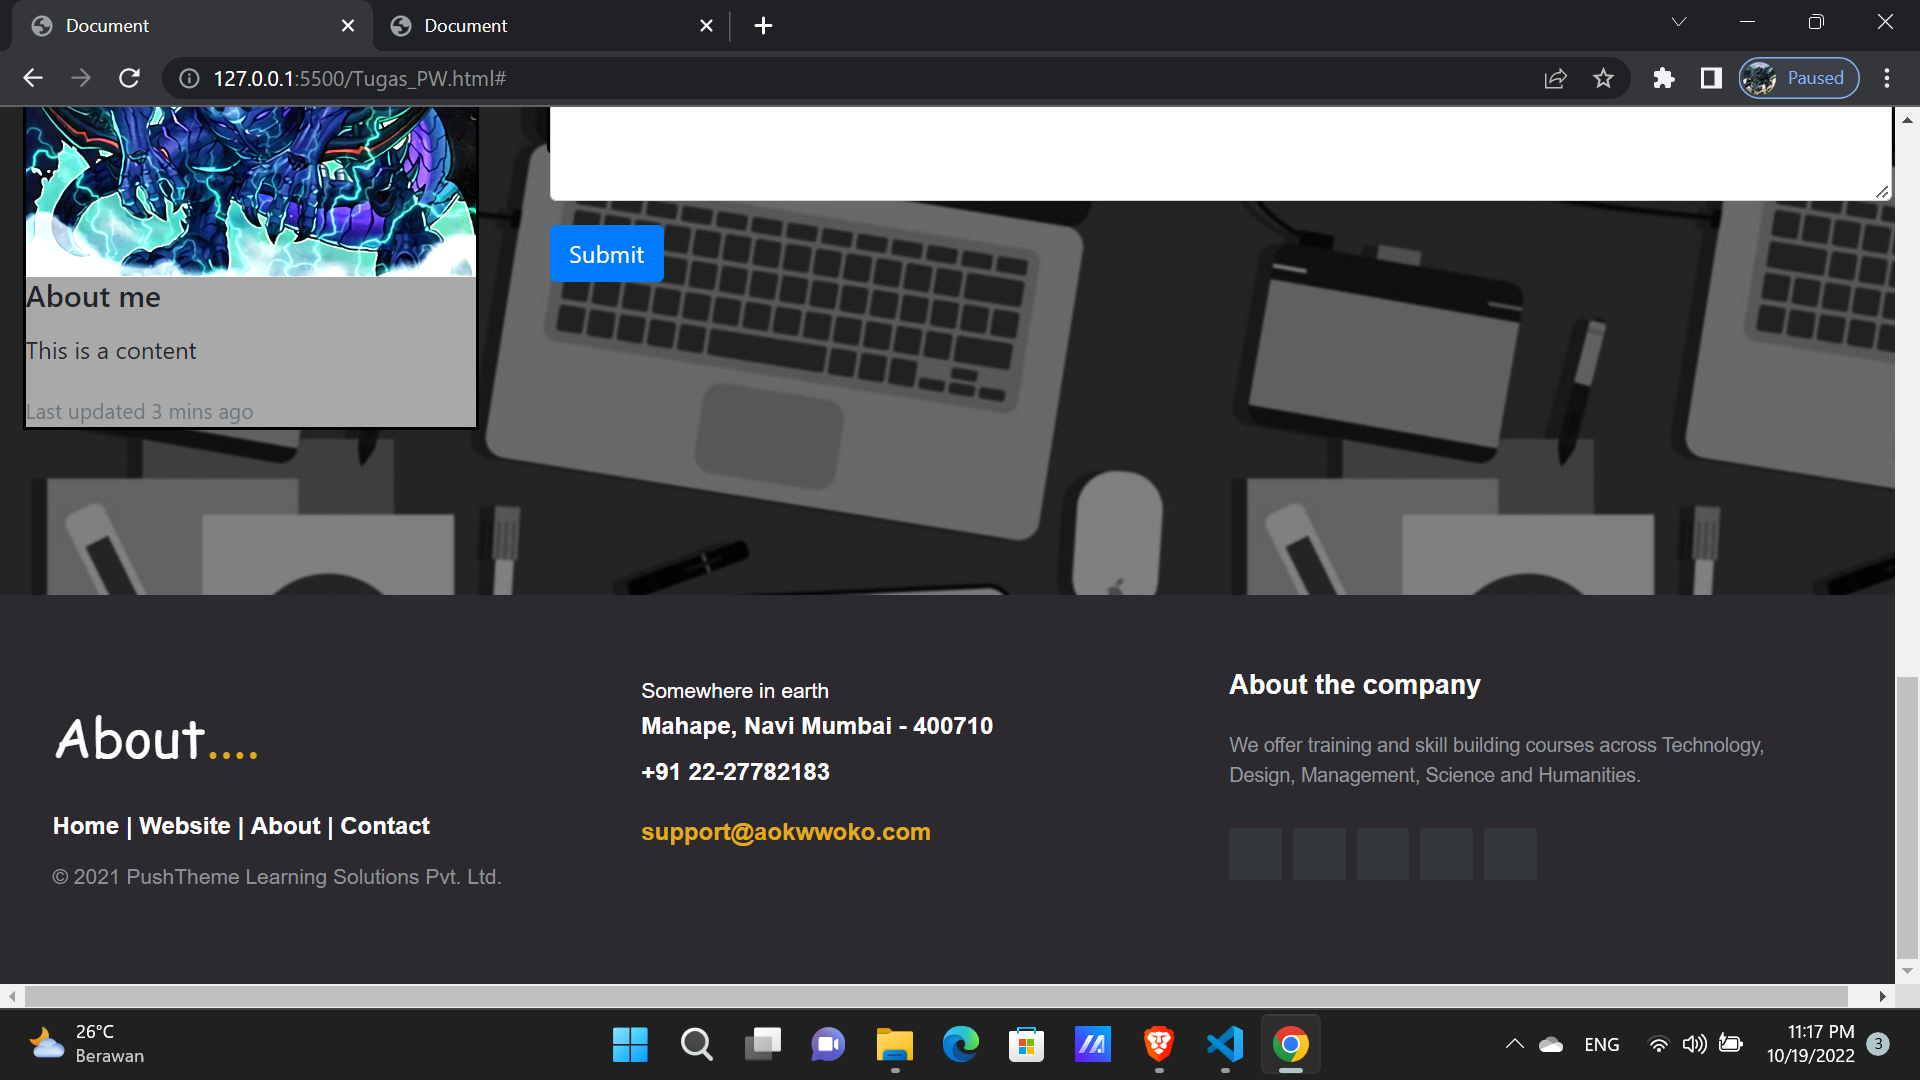 Document
Document
127.0.0.1:5500/Tugas_PW.html#
Paused
Submit
About me
This is a content
Last updated 3 mins ago
About....
Home | Website | About | Contact
© 2021 PushTheme Learning Solutions Pvt. Ltd.
Somewhere in earth
Mahape, Navi Mumbai - 400710
+91 22-27782183
support@aokwwoko.com
About the company
We offer training and skill building courses across Technology,
Design, Management, Science and Humanities.
26°C
Berawan
ENG
11:17 PM
10/19/2022
3